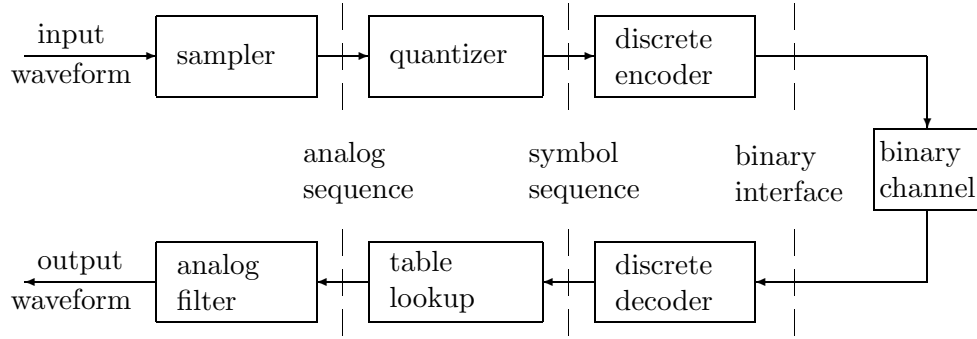 input
waveform
sampler
quantizer
discrete
encoder
analog
sequence
symbol
sequence
binary
interface
binary
channel
output
waveform
analog
filter
table
lookup
discrete
decoder